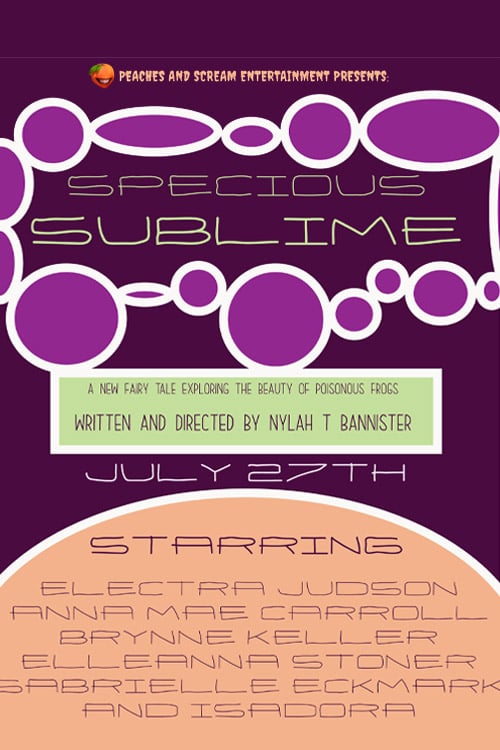 PEACHES AND SCREAM ENTERTAINMENT PRESENTS:
SPECIOUS
SUBLIME
A NEW FAIRY TALE EXPLORING THE BEAUTY OF POISONOUS FROGS
WRITTEN AND DIRECTED BY NYLAH T BANNISTER
JULY 27TH
STARRING
ELECTRA JUDSON
ANNA MAE CARROLL
BRYNNE KELLER
ELLEANNA STONER
GABRIELLE ECKMARK
AND ISADORA